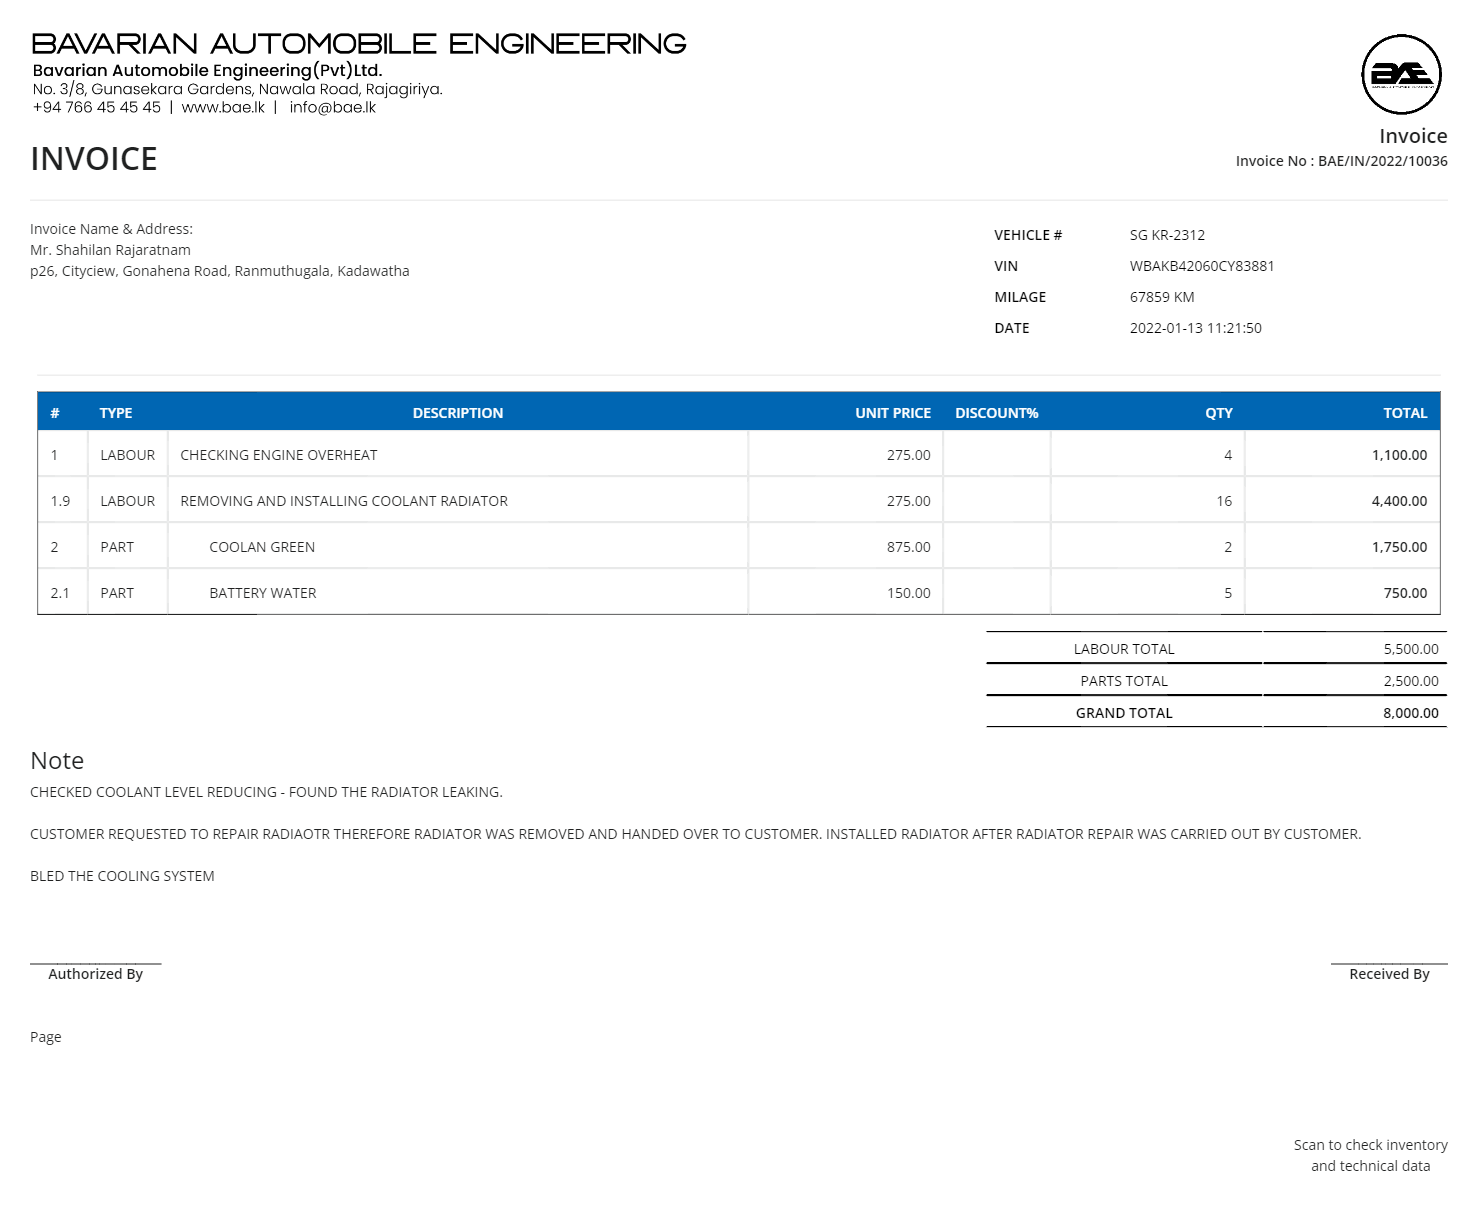 BAVARIAN AUTOMOBILE ENGINEERING
Bavarian Automobile Engineering(Pvt)Ltd.
No. 3/8, Gunasekara Gardens, Nawala Road, Rajagiriya.
+94 766 45 45 45 | www.bae.lk | info@bae.lk
BAE
Invoice
INVOICE
Invoice No : BAE/IN/2022/10036
Invoice Name & Address:
Mr. Shahilan Rajaratnam
p26, Cityciew, Gonahena Road, Ranmuthugala, Kadawatha
VEHICLE # SG KR-2312
VIN WBAKB42060CY83881
MILAGE 67859 KM
DATE 2022-01-13 11:21:50
# TYPE DESCRIPTION UNIT PRICE DISCOUNT% QTY TOTAL
1 LABOUR CHECKING ENGINE OVERHEAT 275.00 4 1,100.00
1.9 LABOUR REMOVING AND INSTALLING COOLANT RADIATOR 275.00 16 4,400.00
2 PART COOLAN GREEN 875.00 2 1,750.00
2.1 PART BATTERY WATER 150.00 5 750.00
LABOUR TOTAL 5,500.00
PARTS TOTAL 2,500.00
GRAND TOTAL 8,000.00
Note
CHECKED COOLANT LEVEL REDUCING - FOUND THE RADIATOR LEAKING.
CUSTOMER REQUESTED TO REPAIR RADIAOTR THEREFORE RADIATOR WAS REMOVED AND HANDED OVER TO CUSTOMER. INSTALLED RADIATOR AFTER RADIATOR REPAIR WAS CARRIED OUT BY CUSTOMER.
BLED THE COOLING SYSTEM
Authorized By Received By
Page
Scan to check inventory
and technical data